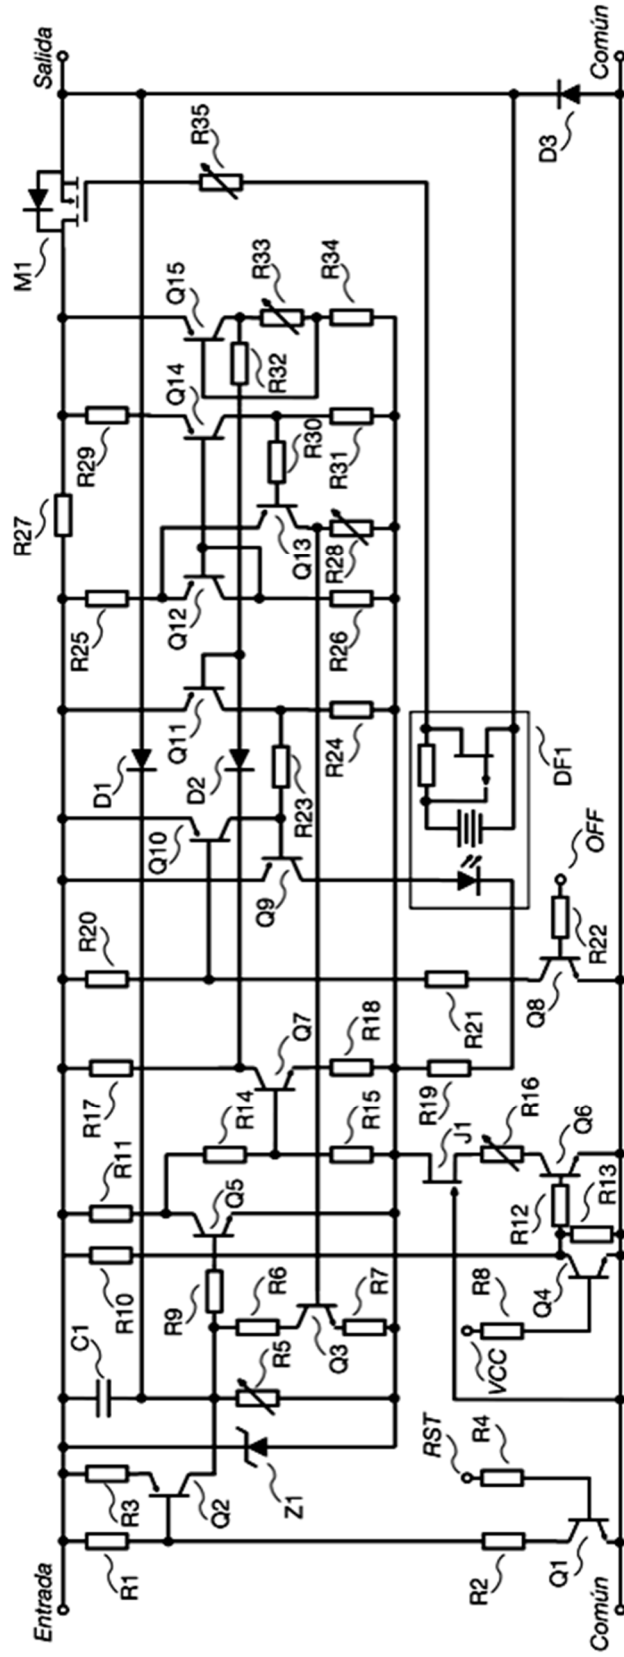 Entrada
Salida
Común
Común
R1
R2
R3
R4
RST
Q1
Q2
Z1
C1
R5
R6
R7
Q3
R8
VCC
Q4
R9
R10
R11
Q5
R12
R13
Q6
R14
R15
R16
J1
R17
R18
Q7
R19
R20
R21
Q8
R22
OFF
Q9
Q10
R23
D1
D2
DF1
Q11
R24
R25
Q12
R26
R27
Q13
R28
R29
Q14
R30
R31
Q15
R32
R33
R34
M1
R35
D3